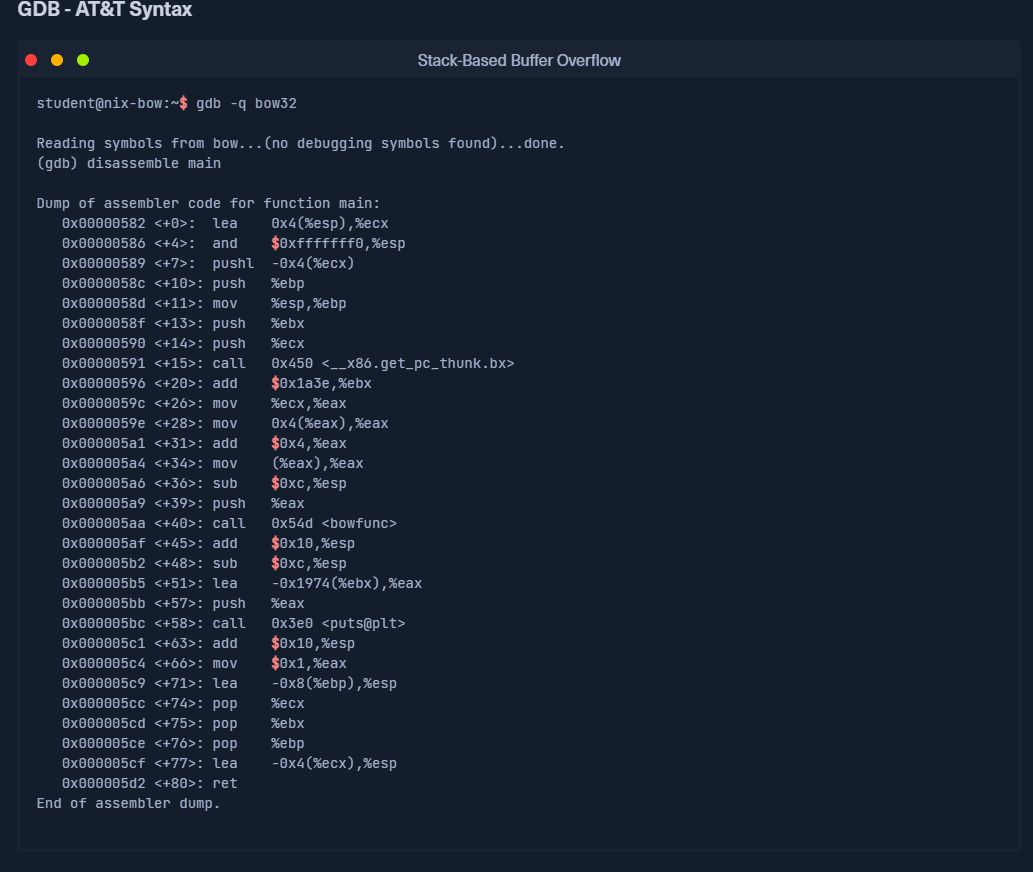 GDB - AT&T Syntax
Stack-Based Buffer Overflow
student@nix-bow:~$ gdb -q bow32
Reading symbols from bow...(no debugging symbols found)...done.
(gdb) disassemble main
Dump of assembler code for function main:
   0x00000582 <+0>:  lea    0x4(%esp),%ecx
   0x00000586 <+4>:  and    $0xfffffff0,%esp
   0x00000589 <+7>:  pushl  -0x4(%ecx)
   0x0000058c <+10>: push   %ebp
   0x0000058d <+11>: mov    %esp,%ebp
   0x0000058f <+13>: push   %ebx
   0x00000590 <+14>: push   %ecx
   0x00000591 <+15>: call   0x450 <__x86.get_pc_thunk.bx>
   0x00000596 <+20>: add    $0x1a3e,%ebx
   0x0000059c <+26>: mov    %ecx,%eax
   0x0000059e <+28>: mov    0x4(%eax),%eax
   0x000005a1 <+31>: add    $0x4,%eax
   0x000005a4 <+34>: mov    (%eax),%eax
   0x000005a6 <+36>: sub    $0xc,%esp
   0x000005a9 <+39>: push   %eax
   0x000005aa <+40>: call   0x54d <bowfunc>
   0x000005af <+45>: add    $0x10,%esp
   0x000005b2 <+48>: sub    $0xc,%esp
   0x000005b5 <+51>: lea    -0x1974(%ebx),%eax
   0x000005bb <+57>: push   %eax
   0x000005bc <+58>: call   0x3e0 <puts@plt>
   0x000005c1 <+63>: add    $0x10,%esp
   0x000005c4 <+66>: mov    $0x1,%eax
   0x000005c9 <+71>: lea    -0x8(%ebp),%esp
   0x000005cc <+74>: pop    %ecx
   0x000005cd <+75>: pop    %ebx
   0x000005ce <+76>: pop    %ebp
   0x000005cf <+77>: lea    -0x4(%ecx),%esp
   0x000005d2 <+80>: ret
End of assembler dump.